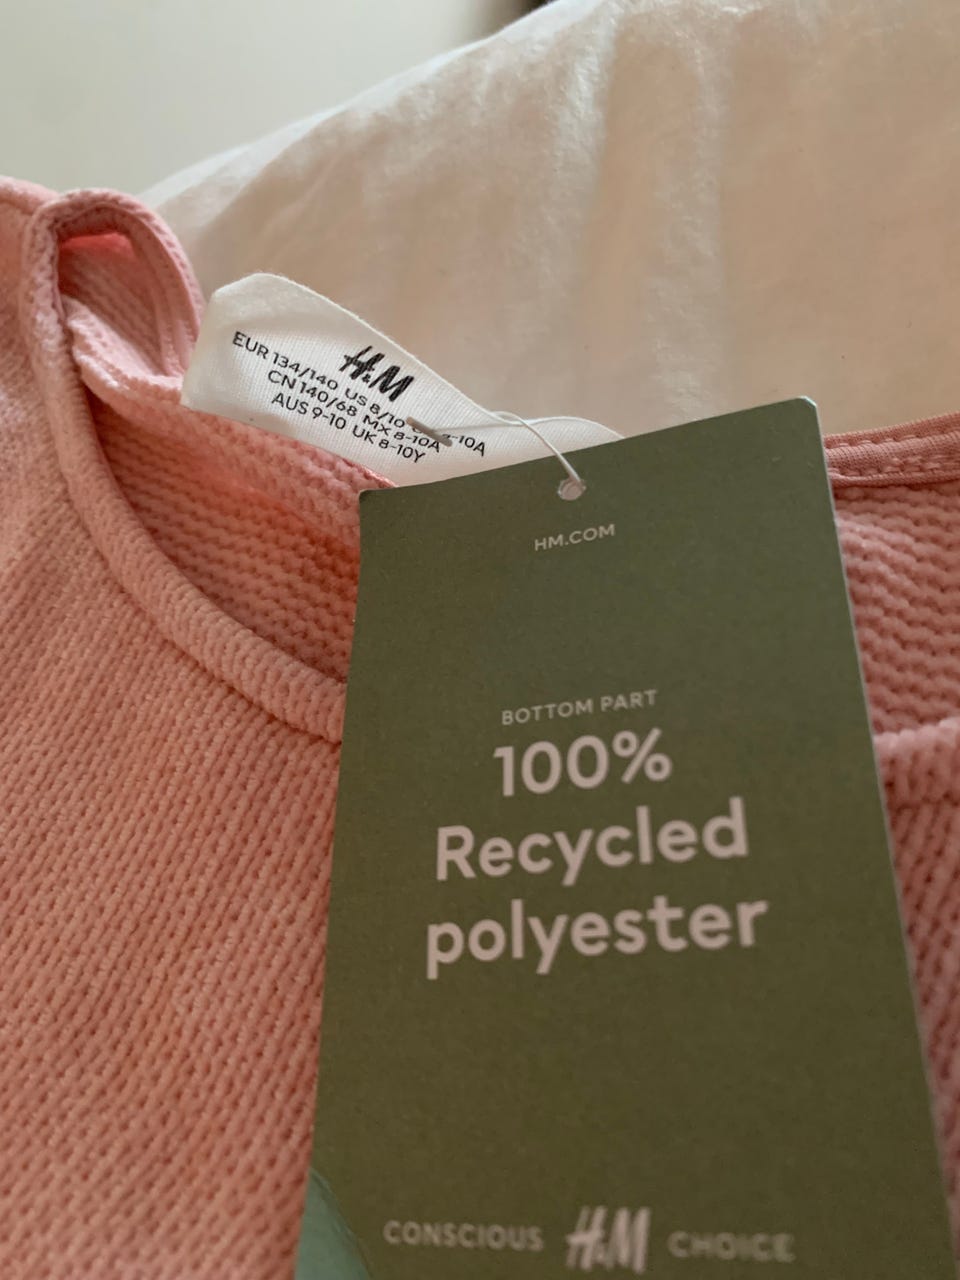 H&M
EUR 134/140 US 8/10
CN 140/68 MX 8-10A
AUS 9-10 UK 8-10Y
HM.COM
BOTTOM PART
100%
Recycled
polyester
CONSCIOUS H&M CHOICE